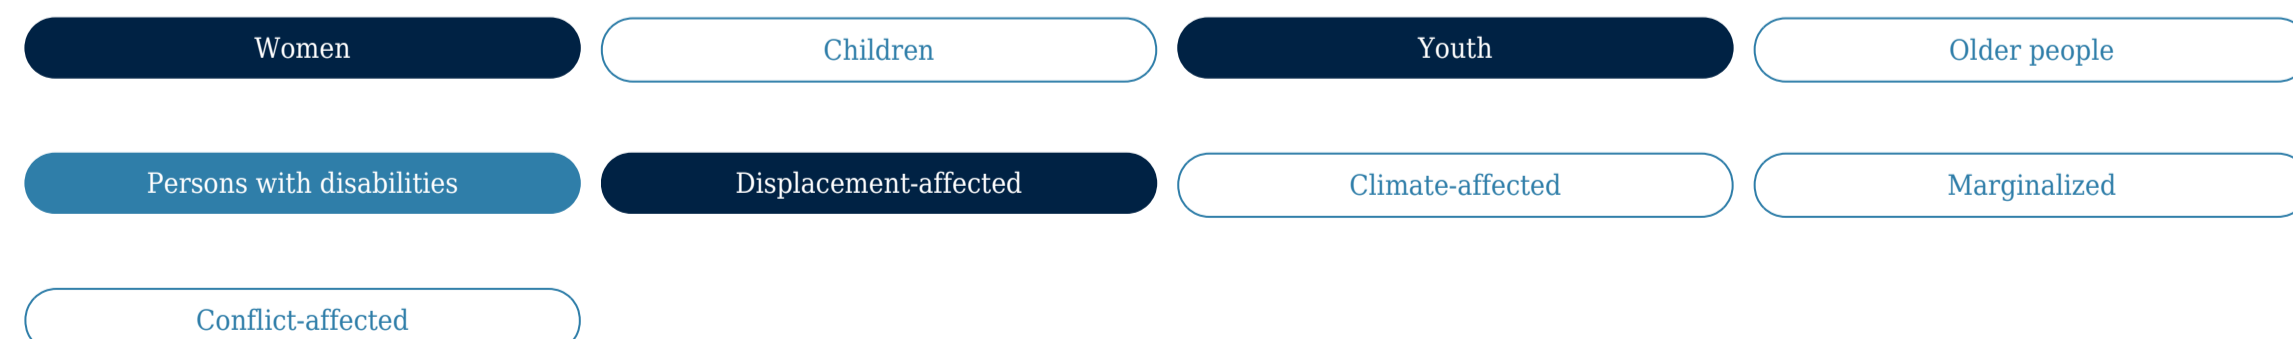 Women
Children
Youth
Older people
Persons with disabilities
Displacement-affected
Climate-affected
Marginalized
Conflict-affected